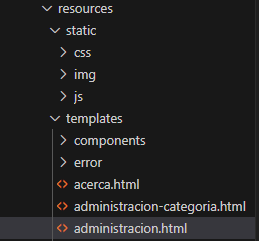 resources
static
css
img
js
templates
components
error
acerca.html
administracion-categoria.html
administracion.html